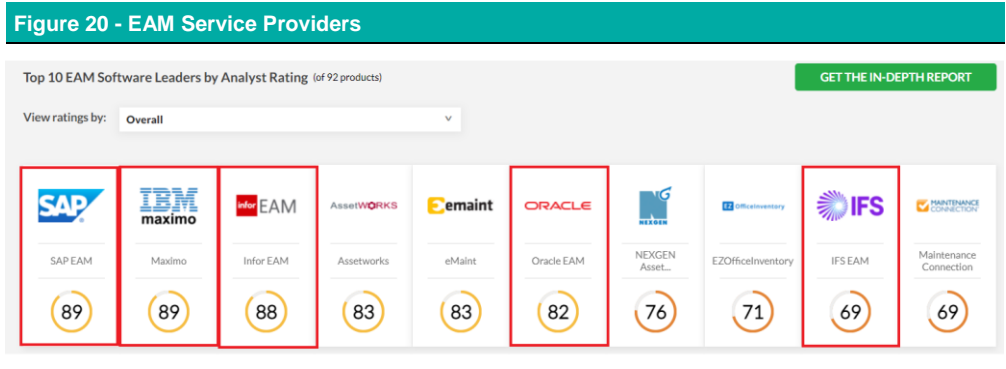 Figure 20 - EAM Service Providers
Top 10 EAM Software Leaders by Analyst Rating (of 92 products)
GET THE IN-DEPTH REPORT
View ratings by: Overall
SAP
IBM
maximo
infor EAM
ASSETWORKS
emaint
ORACLE
NG
NEXGEN
EZ OfficeInventory
IFS
MAINTENANCE
CONNECTION
SAP EAM
Maximo
Infor EAM
Assetworks
eMaint
Oracle EAM
NEXGEN
Asset...
EZOfficeInventory
IFS EAM
Maintenance
Connection
89
89
88
83
83
82
76
71
69
69